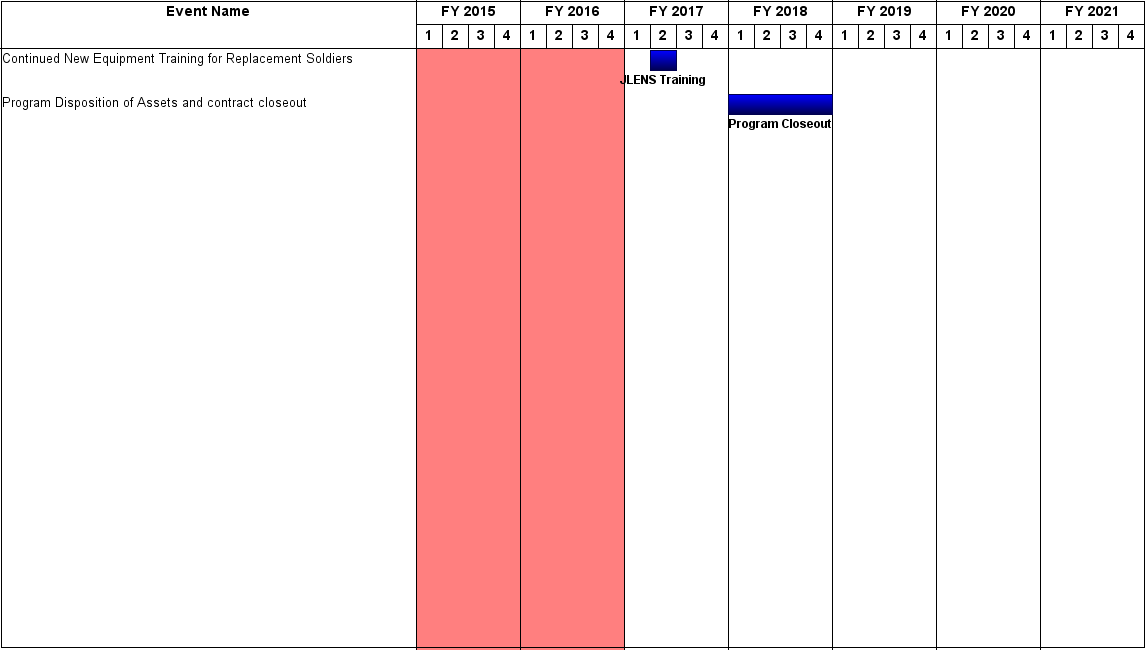 Event Name FY 2015 FY 2016 FY 2017 FY 2018 FY 2019 FY 2020 FY 2021
1 2 3 4 1 2 3 4 1 2 3 4 1 2 3 4 1 2 3 4 1 2 3 4 1 2 3 4
Continued New Equipment Training for Replacement Soldiers
JLENS Training
Program Disposition of Assets and contract closeout
Program Closeout